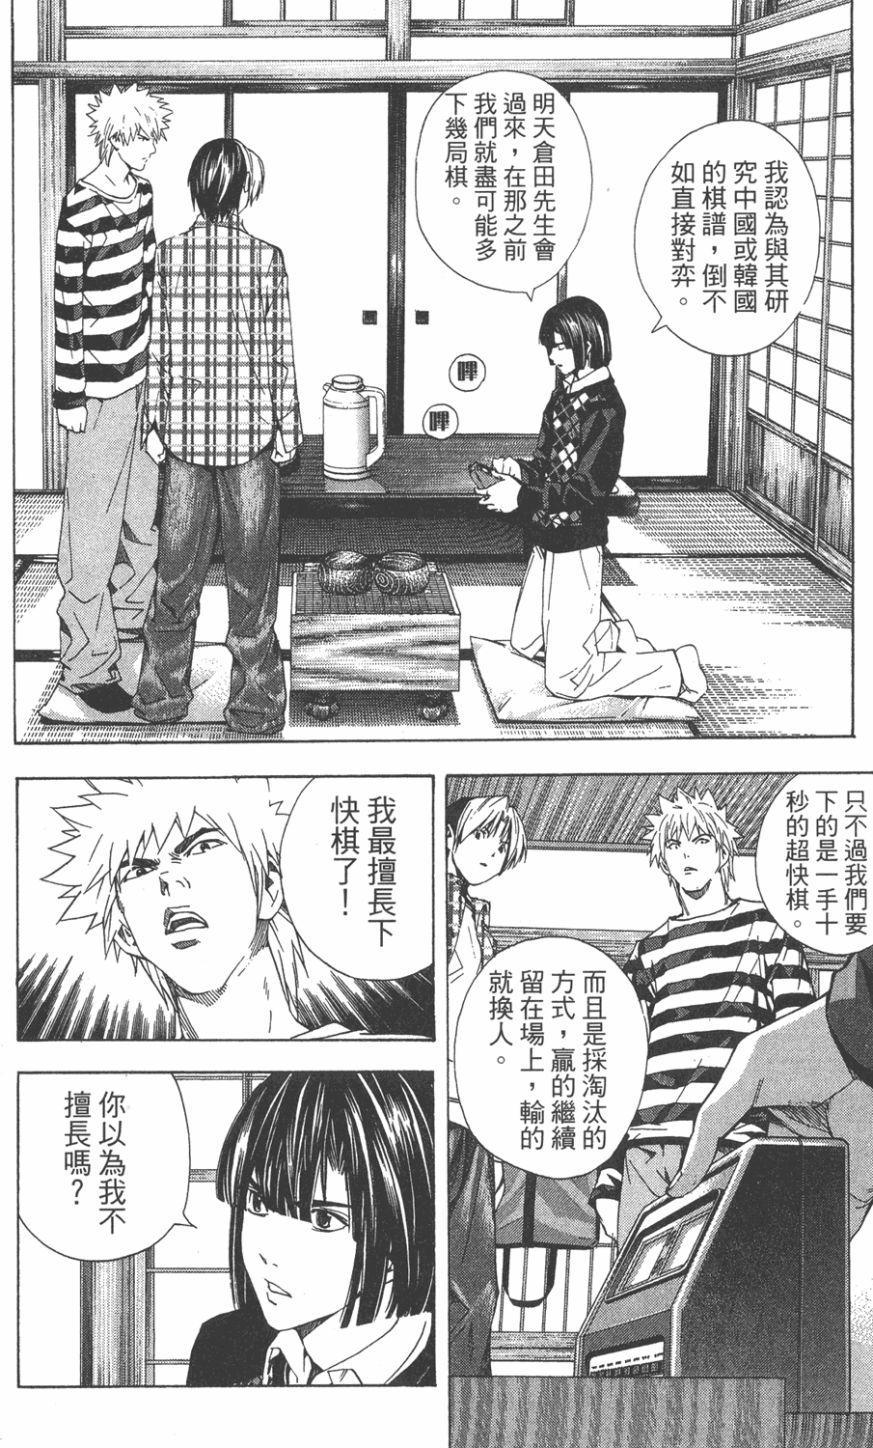 我認為與其研
究中國或韓國
的棋譜，倒不
如直接對弈。
明天倉田先生會
過來，在那之前
我們就盡可能多
下幾局棋。
嗶
嗶
只不過我們要
下的是一手十
秒的超快棋。
而且是採淘汰的
方式，贏的繼續
留在場上，輸的
就換人。
我最擅長下
快棋了！
你以為我不
擅長嗎？